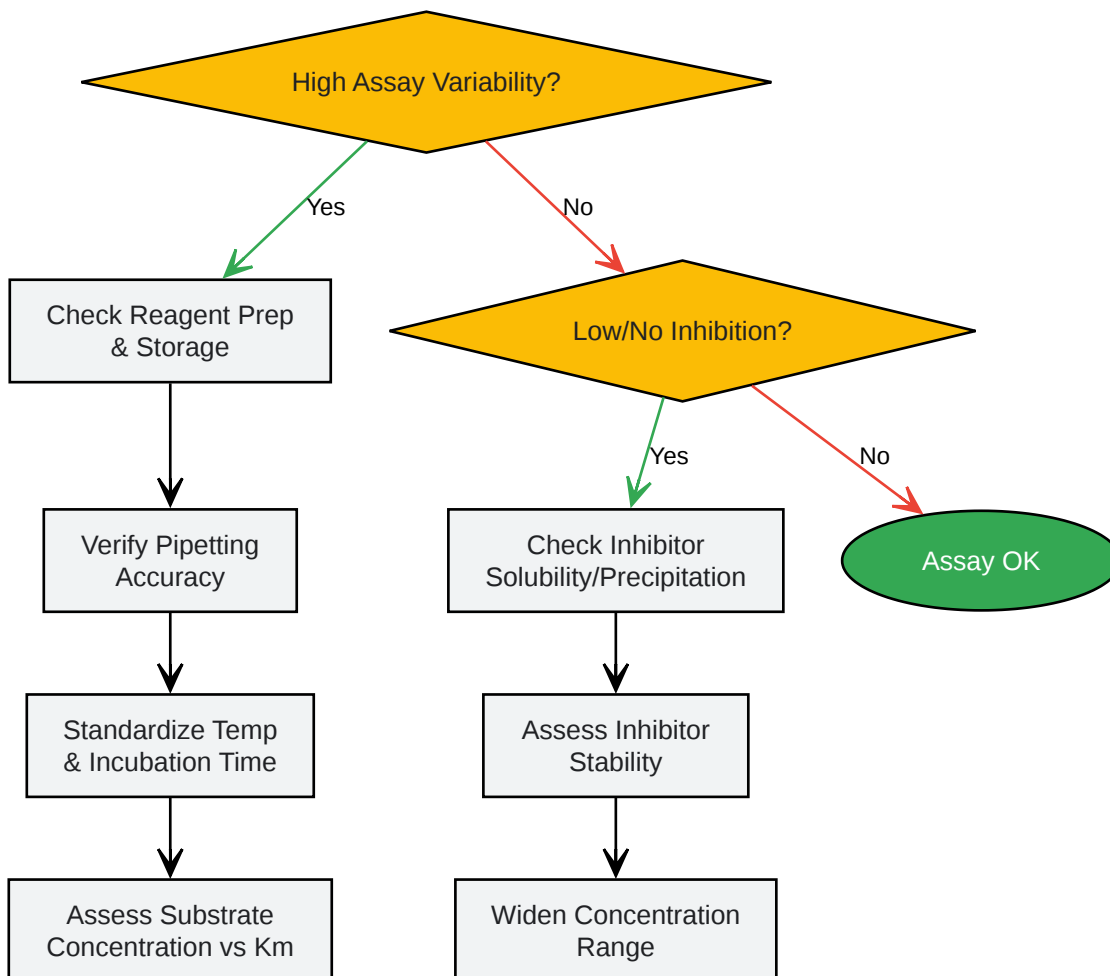 High Assay Variability?
Yes
No
Check Reagent Prep
& Storage
Low/No Inhibition?
Yes
No
Verify Pipetting
Accuracy
Check Inhibitor
Solubility/Precipitation
Assay OK
Standardize Temp
& Incubation Time
Assess Inhibitor
Stability
Assess Substrate
Concentration vs Km
Widen Concentration
Range